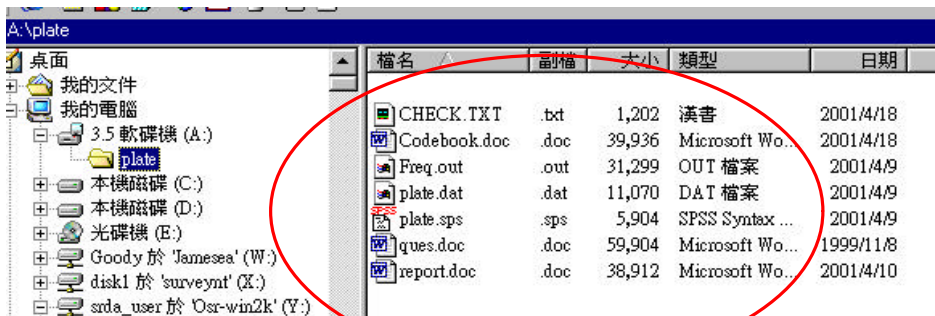 A:\plate
桌面
我的文件
我的電腦
3.5 軟碟機 (A:)
plate
本機磁碟 (C:)
本機磁碟 (D:)
光碟機 (E:)
Goody 於 'Jamesea' (W:)
disk1 於 'surveynt' (X:)
srda_user 於 'Osr-win2k' (Y:)
檔名 副檔 大小 類型 日期
CHECK.TXT .txt 1,202 漢書 2001/4/18
Codebook.doc .doc 39,936 Microsoft Wo... 2001/4/18
Freq.out .out 31,299 OUT 檔案 2001/4/9
plate.dat .dat 11,070 DAT 檔案 2001/4/9
SPSS plate.sps .sps 5,904 SPSS Syntax ... 2001/4/9
ques.doc .doc 59,904 Microsoft Wo... 1999/11/8
report.doc .doc 38,912 Microsoft Wo... 2001/4/10